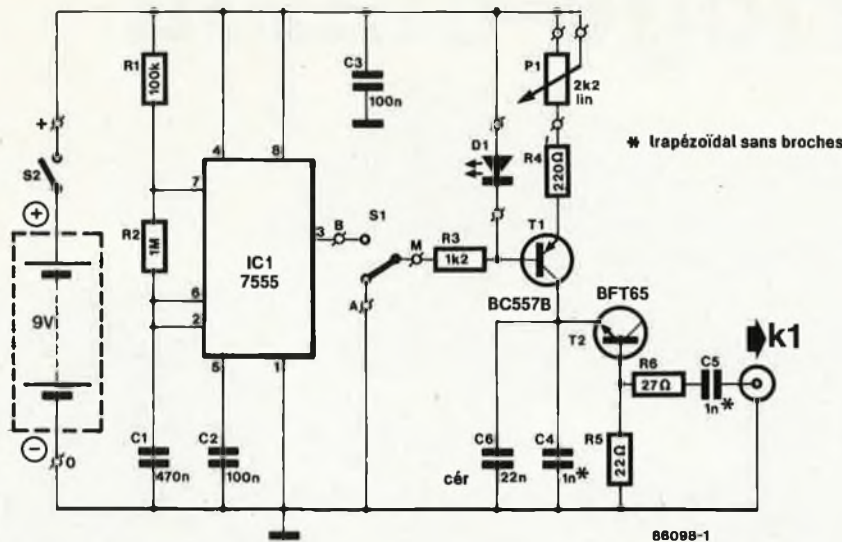 R1
100k
C3
100n
P1
2k2
lin
+
S2
4
8
7
D1
R4
220Ω
* trapézoïdal sans broches
R2
1M
3
B
S1
T1
IC1
7555
M
R3
1k2
6
2
A
BC557B
BFT65
9V
T2
k1
R6
27Ω
C5
1n*
5
1
+
−
0
C1
470n
C2
100n
C6
cér
22n
C4
1n*
R5
22Ω
86098-1